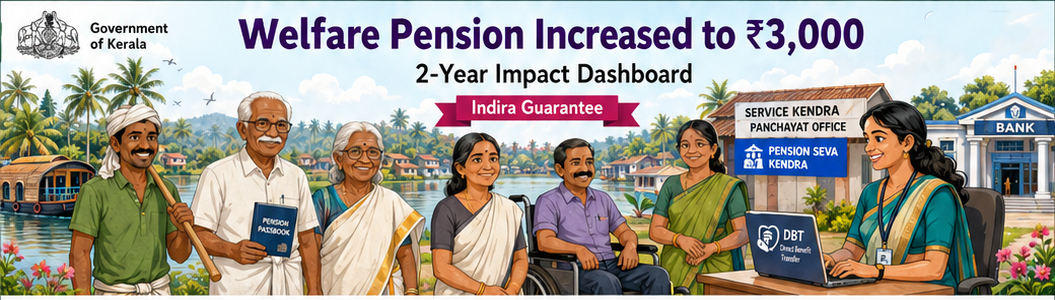 Government
of Kerala
Welfare Pension Increased to ₹3,000
2-Year Impact Dashboard
Indira Guarantee
SERVICE KENDRA
PANCHAYAT OFFICE
PENSION SEVA
KENDRA
BANK
PENSION
PASSBOOK
DBT
Direct Benefit
Transfer